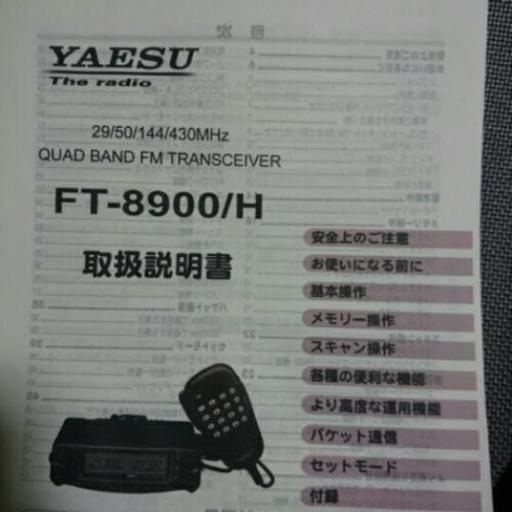 YAESU
The radio
29/50/144/430MHz
QUAD BAND FM TRANSCEIVER
FT-8900/H
取扱説明書
安全上のご注意
お使いになる前に
基本操作
メモリー操作
スキャン操作
各種の便利な機能
より高度な運用機能
パケット通信
セットモード
付録